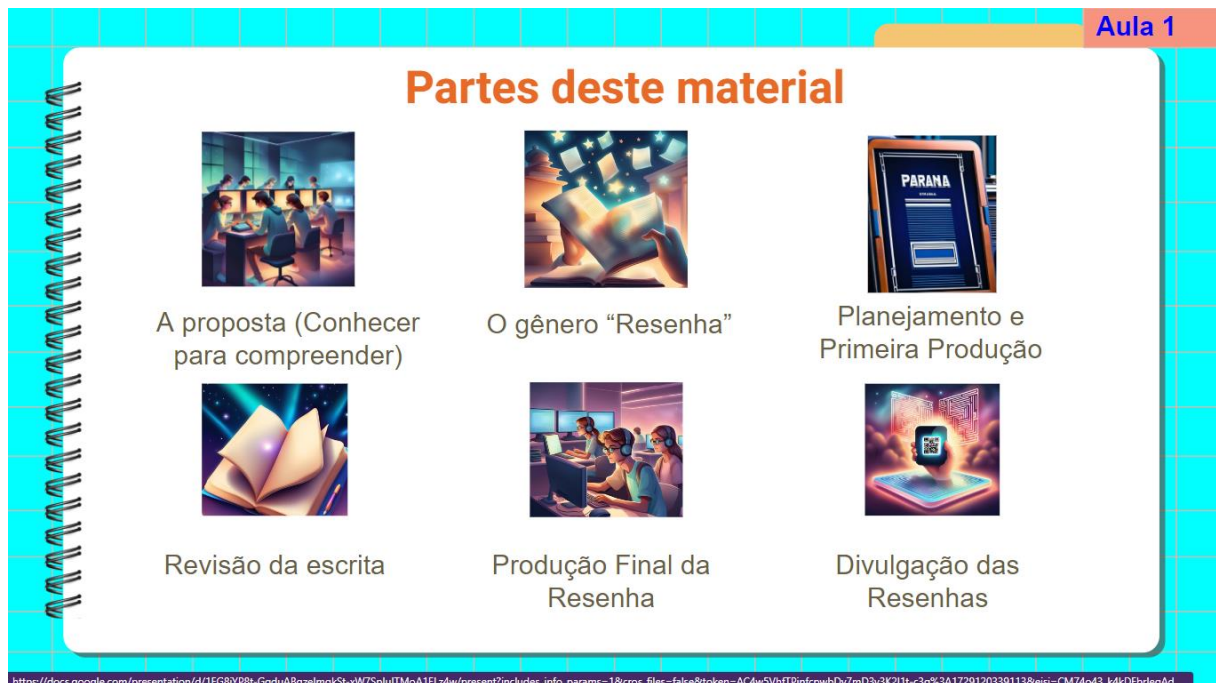 Aula 1
Partes deste material
PARANA
A proposta (Conhecer
para compreender)
O gênero “Resenha”
Planejamento e
Primeira Produção
Revisão da escrita
Produção Final da
Resenha
Divulgação das
Resenhas